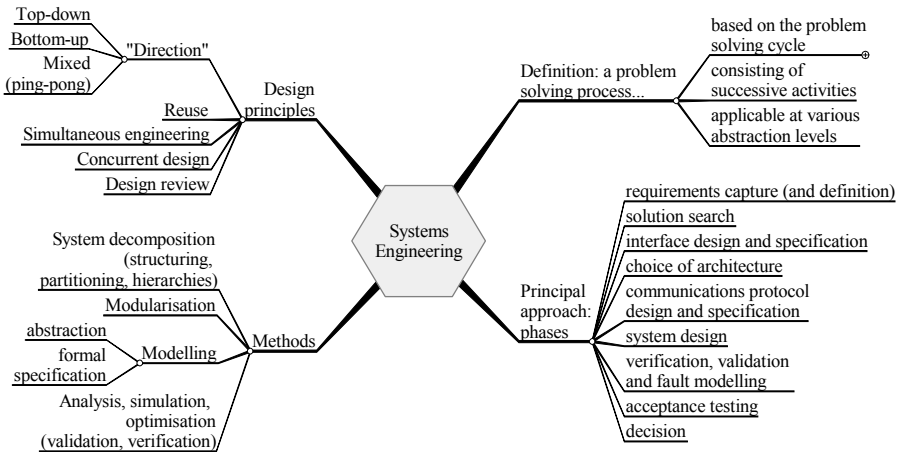 Top-down
Bottom-up
Mixed
(ping-pong)
"Direction"
Design
principles
Reuse
Simultaneous engineering
Concurrent design
Design review
Definition: a problem
solving process...
based on the problem
solving cycle
consisting of
successive activities
applicable at various
abstraction levels
Systems
Engineering
System decomposition
(structuring,
partitioning, hierarchies)
Modularisation
abstraction
formal
specification
Modelling
Methods
Analysis, simulation,
optimisation
(validation, verification)
Principal
approach:
phases
requirements capture (and definition)
solution search
interface design and specification
choice of architecture
communications protocol
design and specification
system design
verification, validation
and fault modelling
acceptance testing
decision